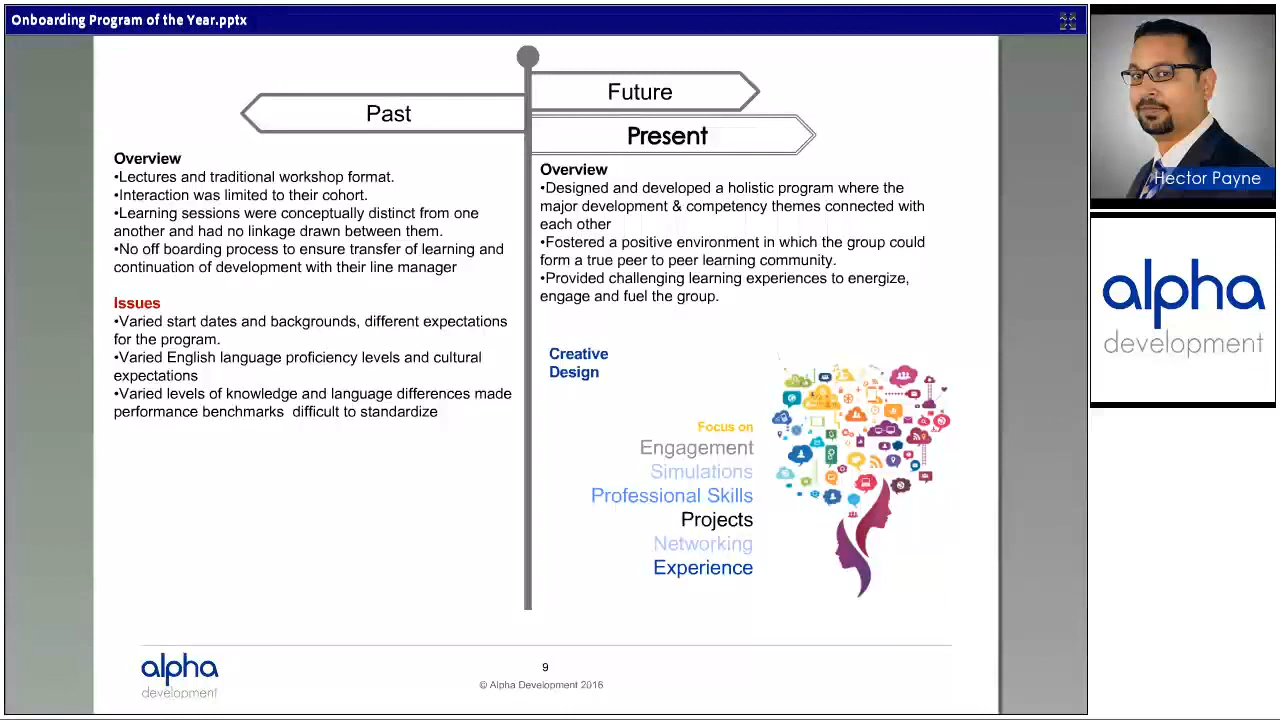 Onboarding Program of the Year.pptx
Past
Future
Present
Overview
•Lectures and traditional workshop format.
•Interaction was limited to their cohort.
•Learning sessions were conceptually distinct from one
another and had no linkage drawn between them.
•No off boarding process to ensure transfer of learning and
continuation of development with their line manager
Issues
•Varied start dates and backgrounds, different expectations
for the program.
•Varied English language proficiency levels and cultural
expectations
•Varied levels of knowledge and language differences made
performance benchmarks  difficult to standardize
Overview
•Designed and developed a holistic program where the
major development & competency themes connected with
each other
•Fostered a positive environment in which the group could
form a true peer to peer learning community.
•Provided challenging learning experiences to energize,
engage and fuel the group.
Creative
Design
Focus on
Engagement
Simulations
Professional Skills
Projects
Networking
Experience
alpha
development
9
© Alpha Development 2016
Hector Payne
alpha
development